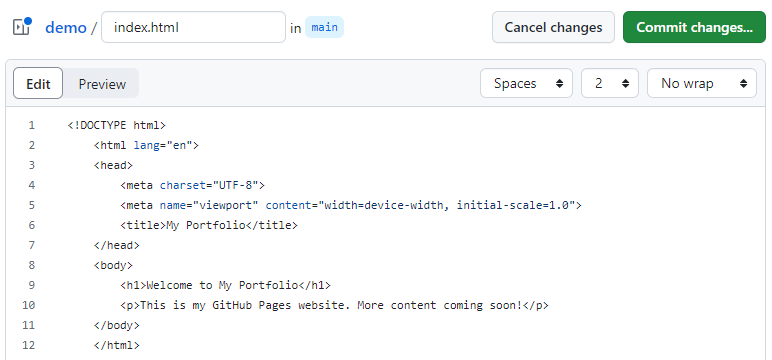 demo / index.html in main Cancel changes Commit changes...
Edit Preview Spaces 2 No wrap
1 <!DOCTYPE html>
2 <html lang="en">
3 <head>
4 <meta charset="UTF-8">
5 <meta name="viewport" content="width=device-width, initial-scale=1.0">
6 <title>My Portfolio</title>
7 </head>
8 <body>
9 <h1>Welcome to My Portfolio</h1>
10 <p>This is my GitHub Pages website. More content coming soon!</p>
11 </body>
12 </html>